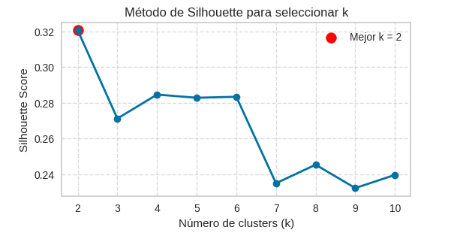 Método de Silhouette para seleccionar k
Mejor k = 2
Silhouette Score
0.32
0.30
0.28
0.26
0.24
2 3 4 5 6 7 8 9 10
Número de clusters (k)